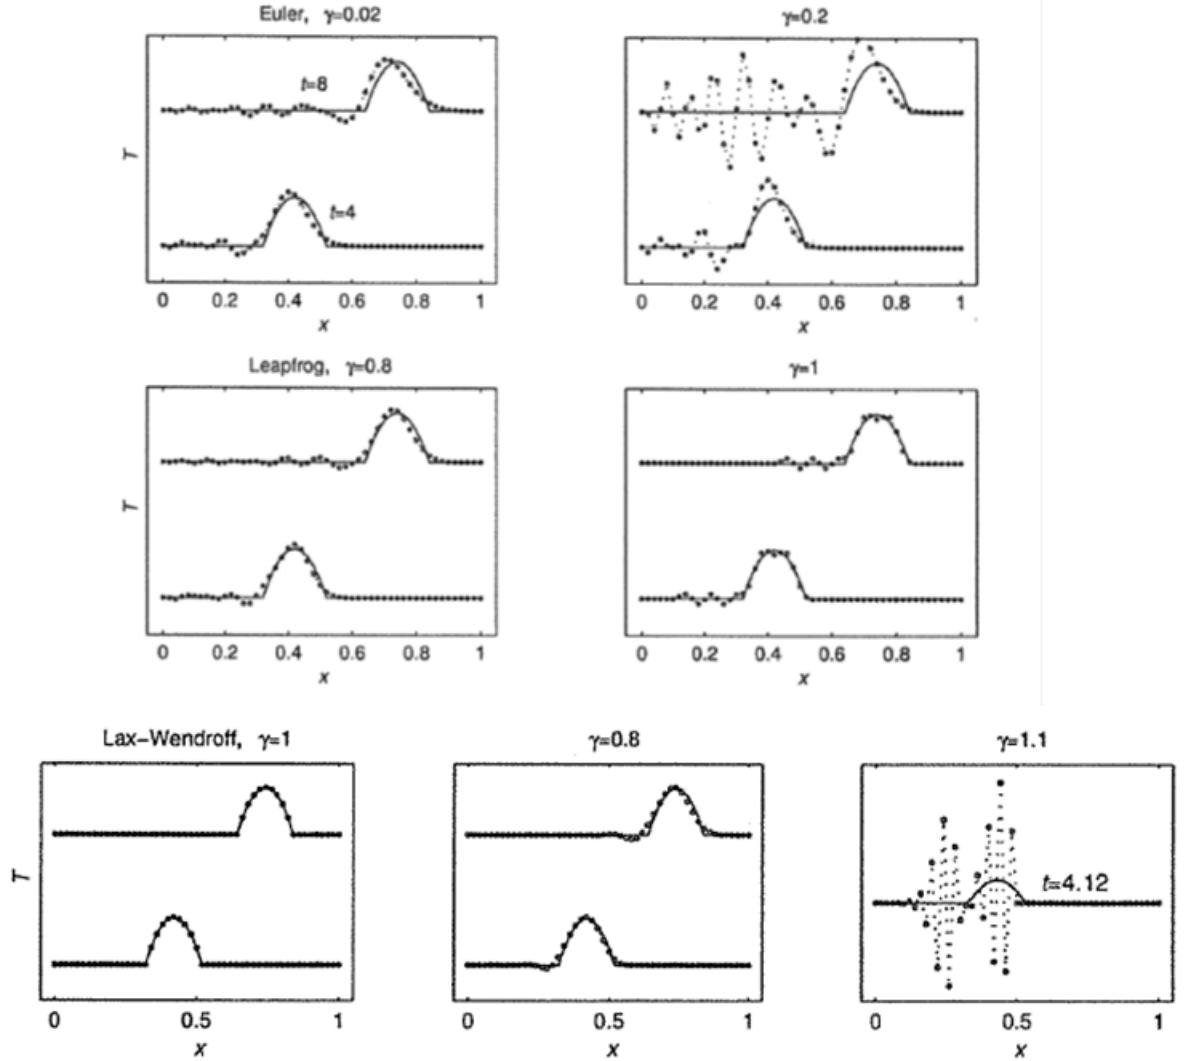 Euler, γ=0.02
γ=0.2
t=8
T
t=4
0 0.2 0.4 0.6 0.8 1
x
0 0.2 0.4 0.6 0.8 1
x
Leapfrog, γ=0.8
γ=1
T
0 0.2 0.4 0.6 0.8 1
x
0 0.2 0.4 0.6 0.8 1
x
Lax-Wendroff, γ=1
γ=0.8
γ=1.1
T
t=4.12
0 0.5 1
x
0 0.5 1
x
0 0.5 1
x